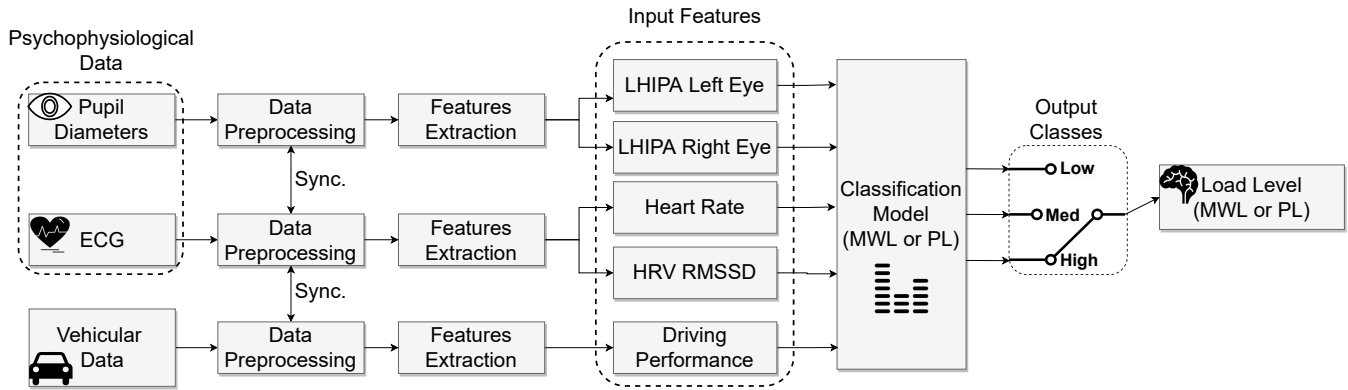 Psychophysiological
Data
Pupil
Diameters
Data
Preprocessing
Features
Extraction
Sync.
ECG
Data
Preprocessing
Features
Extraction
Sync.
Vehicular
Data
Data
Preprocessing
Features
Extraction
Input Features
LHIPA Left Eye
LHIPA Right Eye
Heart Rate
HRV RMSSD
Driving
Performance
Classification
Model
(MWL or PL)
Output
Classes
Low
Med
High
Load Level
(MWL or PL)